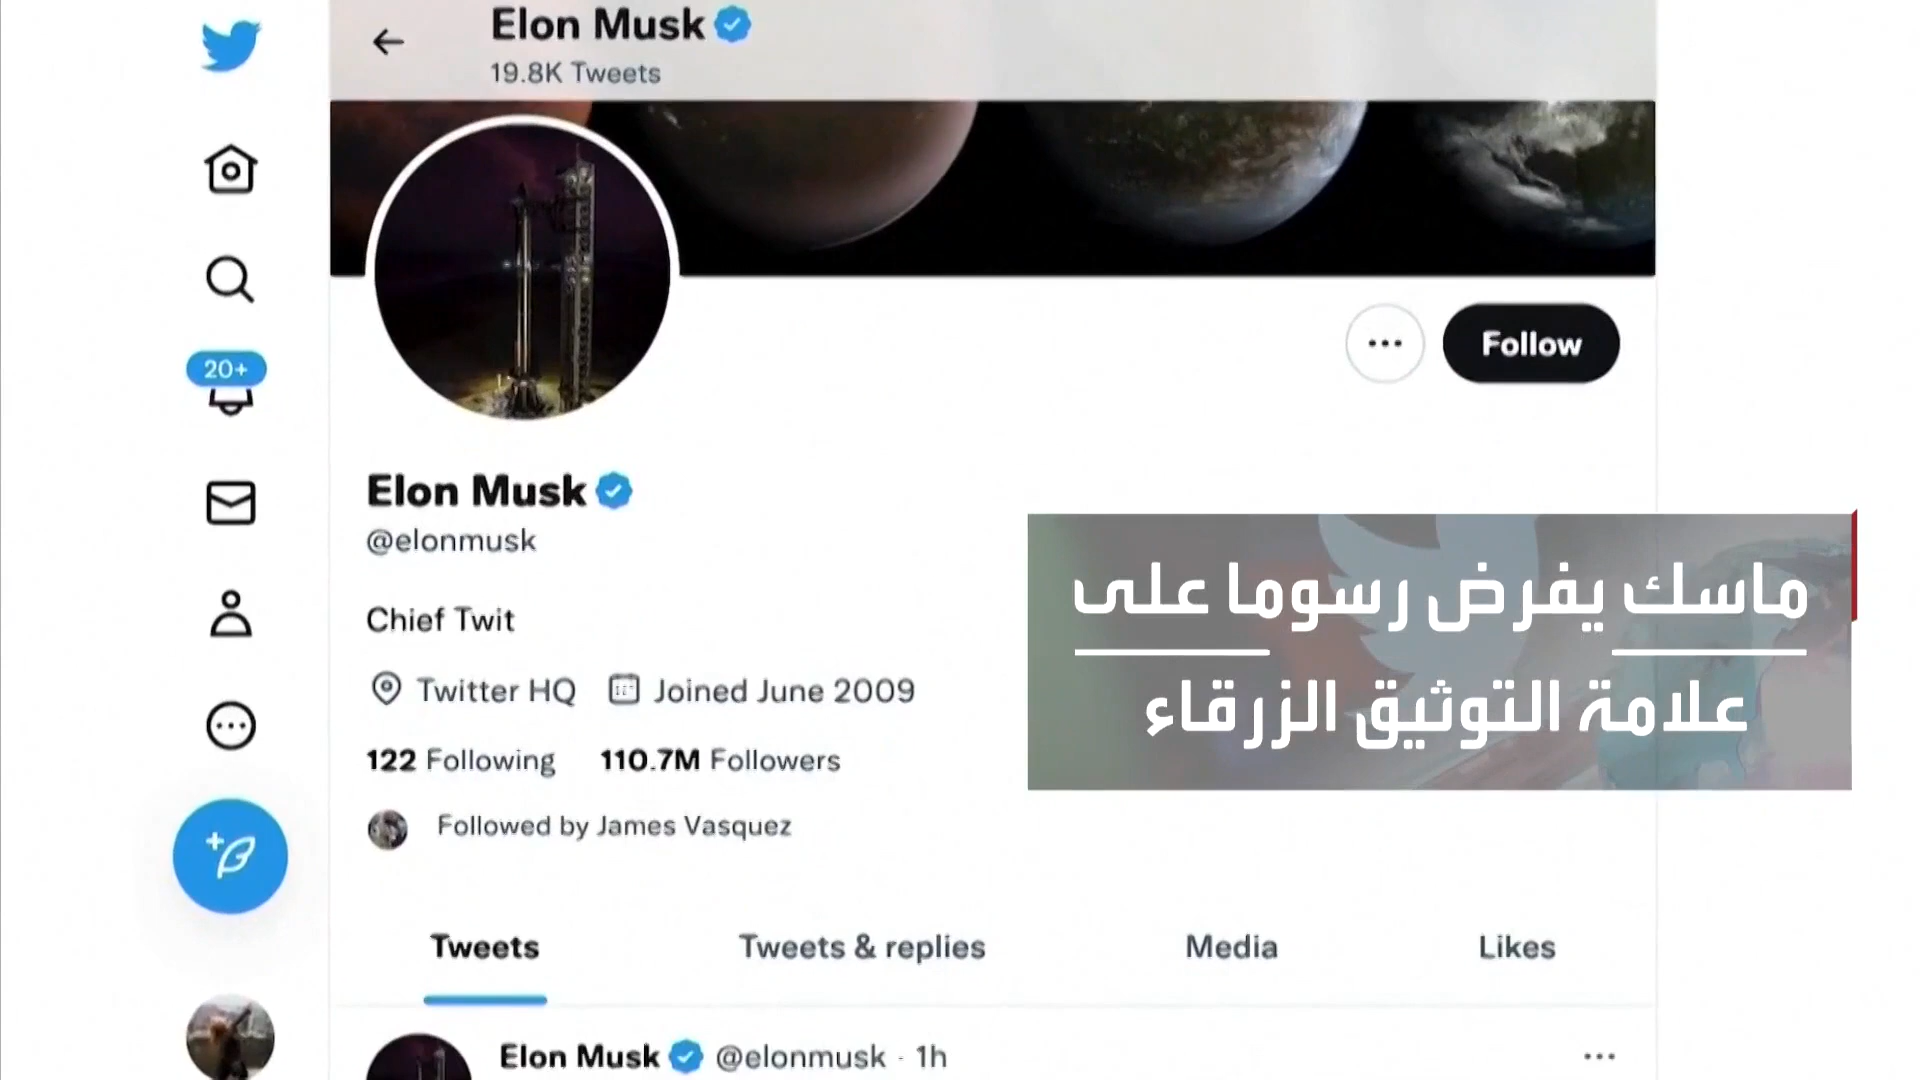 Elon Musk
19.8K Tweets
20+
Follow
Elon Musk
@elonmusk
Chief Twit
Twitter HQ Joined June 2009
122 Following 110.7M Followers
Followed by James Vasquez
ماسك يفرض رسوما على
علامة التوثيق الزرقاء
Tweets Tweets & replies Media Likes
Elon Musk @elonmusk · 1h